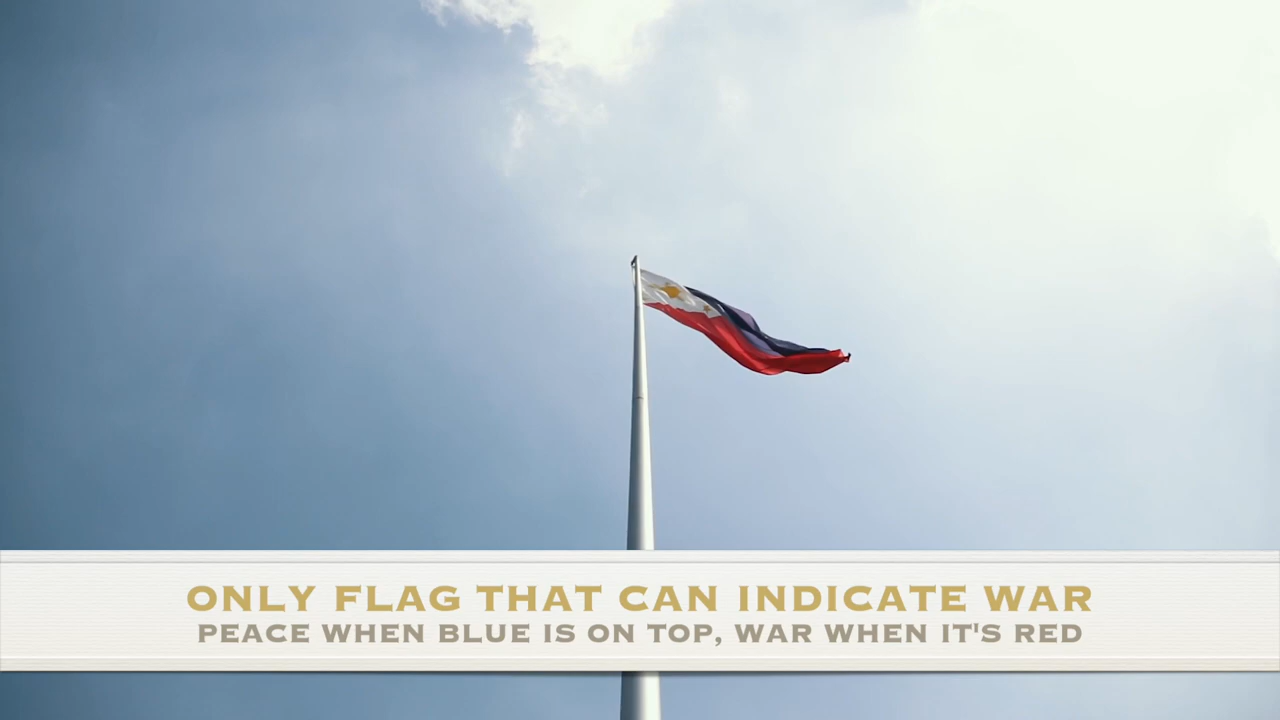 ONLY FLAG THAT CAN INDICATE WAR
PEACE WHEN BLUE IS ON TOP, WAR WHEN IT'S RED